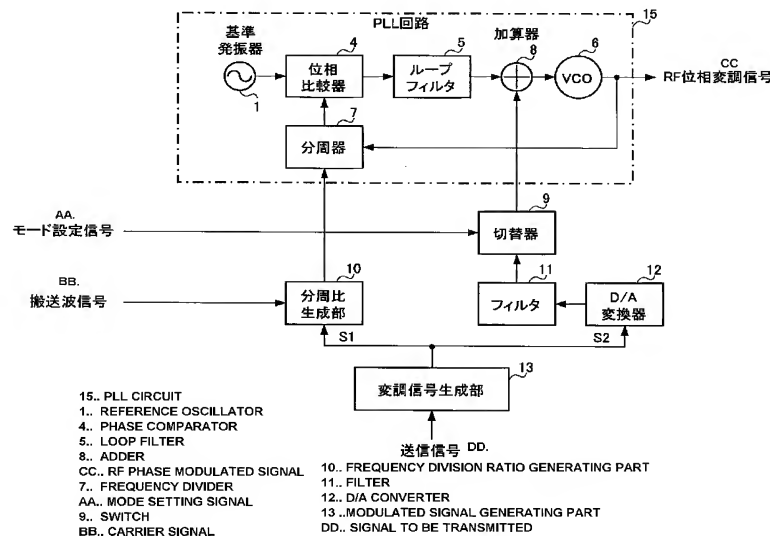 PLL回路
15
基準
発振器
1
4
位相
比較器
5
ループ
フィルタ
加算器
8
6
VCO
CC
RF位相変調信号
7
分周器
AA.
モード設定信号
9
切替器
BB.
搬送波信号
10
分周比
生成部
11
フィルタ
12
D/A
変換器
S1
S2
13
変調信号生成部
送信信号 DD.
15.. PLL CIRCUIT
1.. REFERENCE OSCILLATOR
4.. PHASE COMPARATOR
5.. LOOP FILTER
8.. ADDER
CC.. RF PHASE MODULATED SIGNAL
7.. FREQUENCY DIVIDER
AA.. MODE SETTING SIGNAL
9.. SWITCH
BB.. CARRIER SIGNAL
10.. FREQUENCY DIVISION RATIO GENERATING PART
11.. FILTER
12.. D/A CONVERTER
13 ..MODULATED SIGNAL GENERATING PART
DD.. SIGNAL TO BE TRANSMITTED